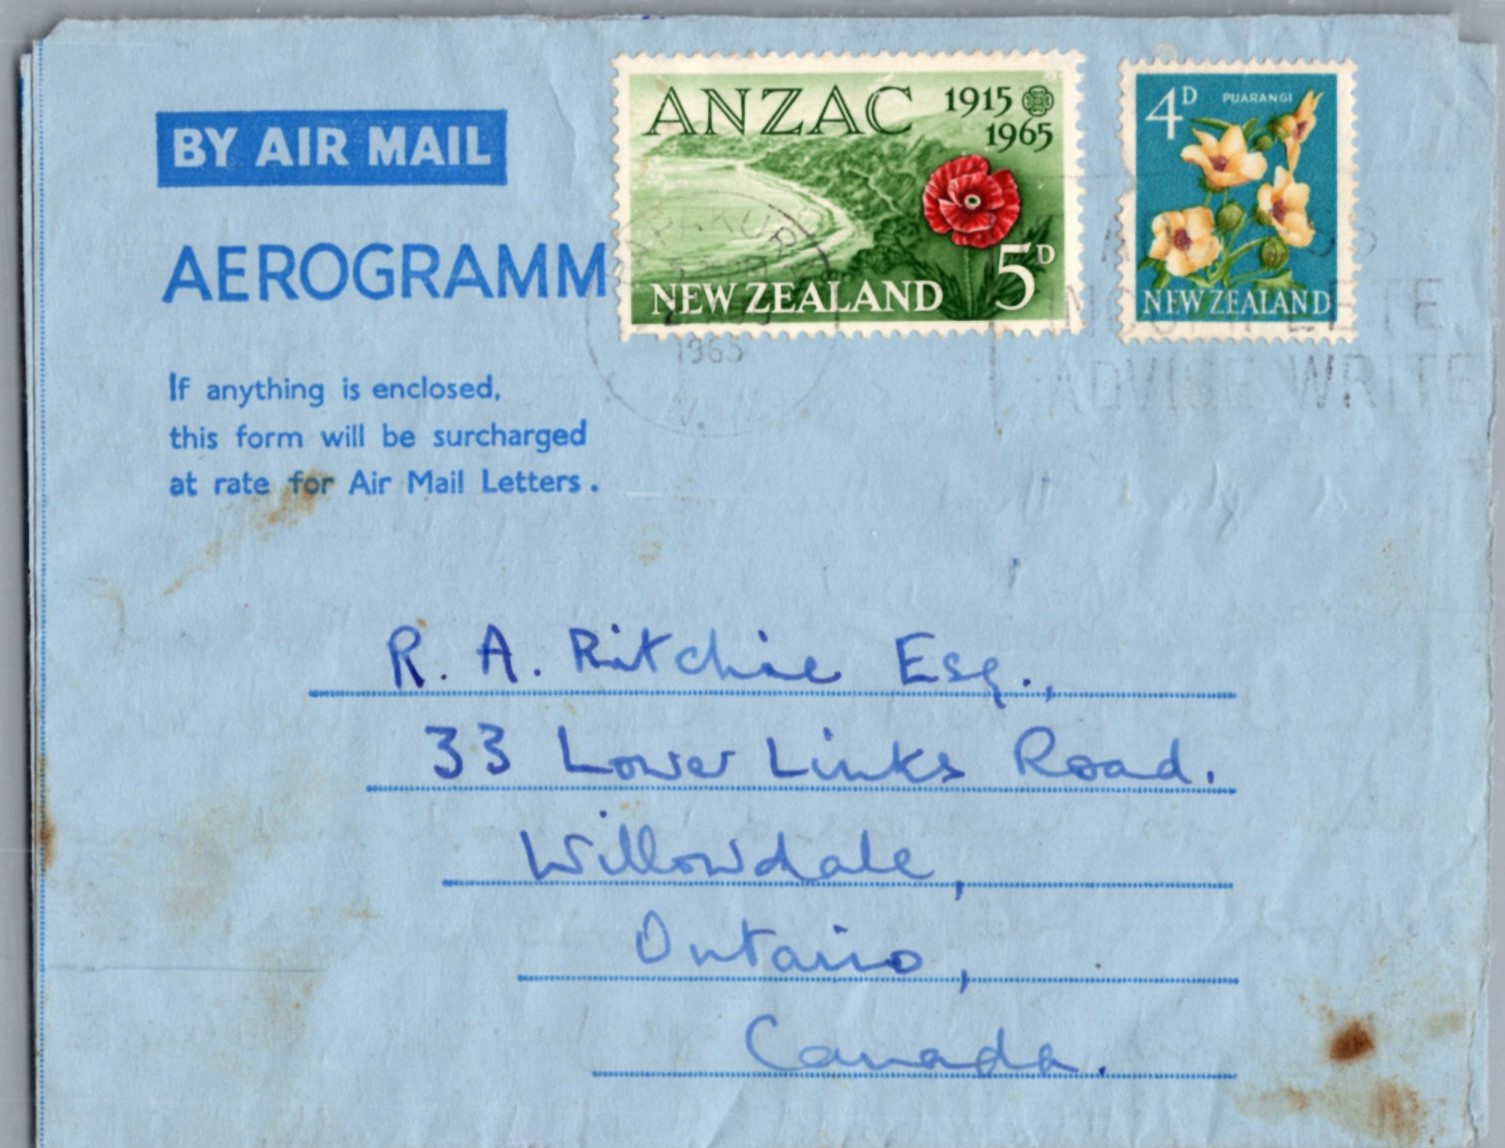 BY AIR MAIL
AEROGRAMM
If anything is enclosed,
this form will be surcharged
at rate for Air Mail Letters.
ANZAC 1915
1965
5D
NEW ZEALAND
4D PUARANGI
NEW ZEALAND
1965
ADVISE WRITE
R. A. Ritchie Esq.,
33 Lower Links Road.
Willowdale,
Ontario,
Canada.